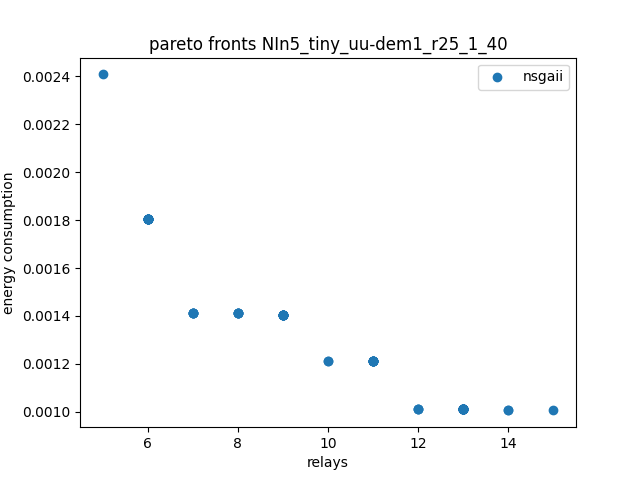 pareto fronts NIn5_tiny_uu-dem1_r25_1_40
nsgaii
0.0024
0.0022
0.0020
0.0018
0.0016
0.0014
0.0012
0.0010
energy consumption
6 8 10 12 14
relays